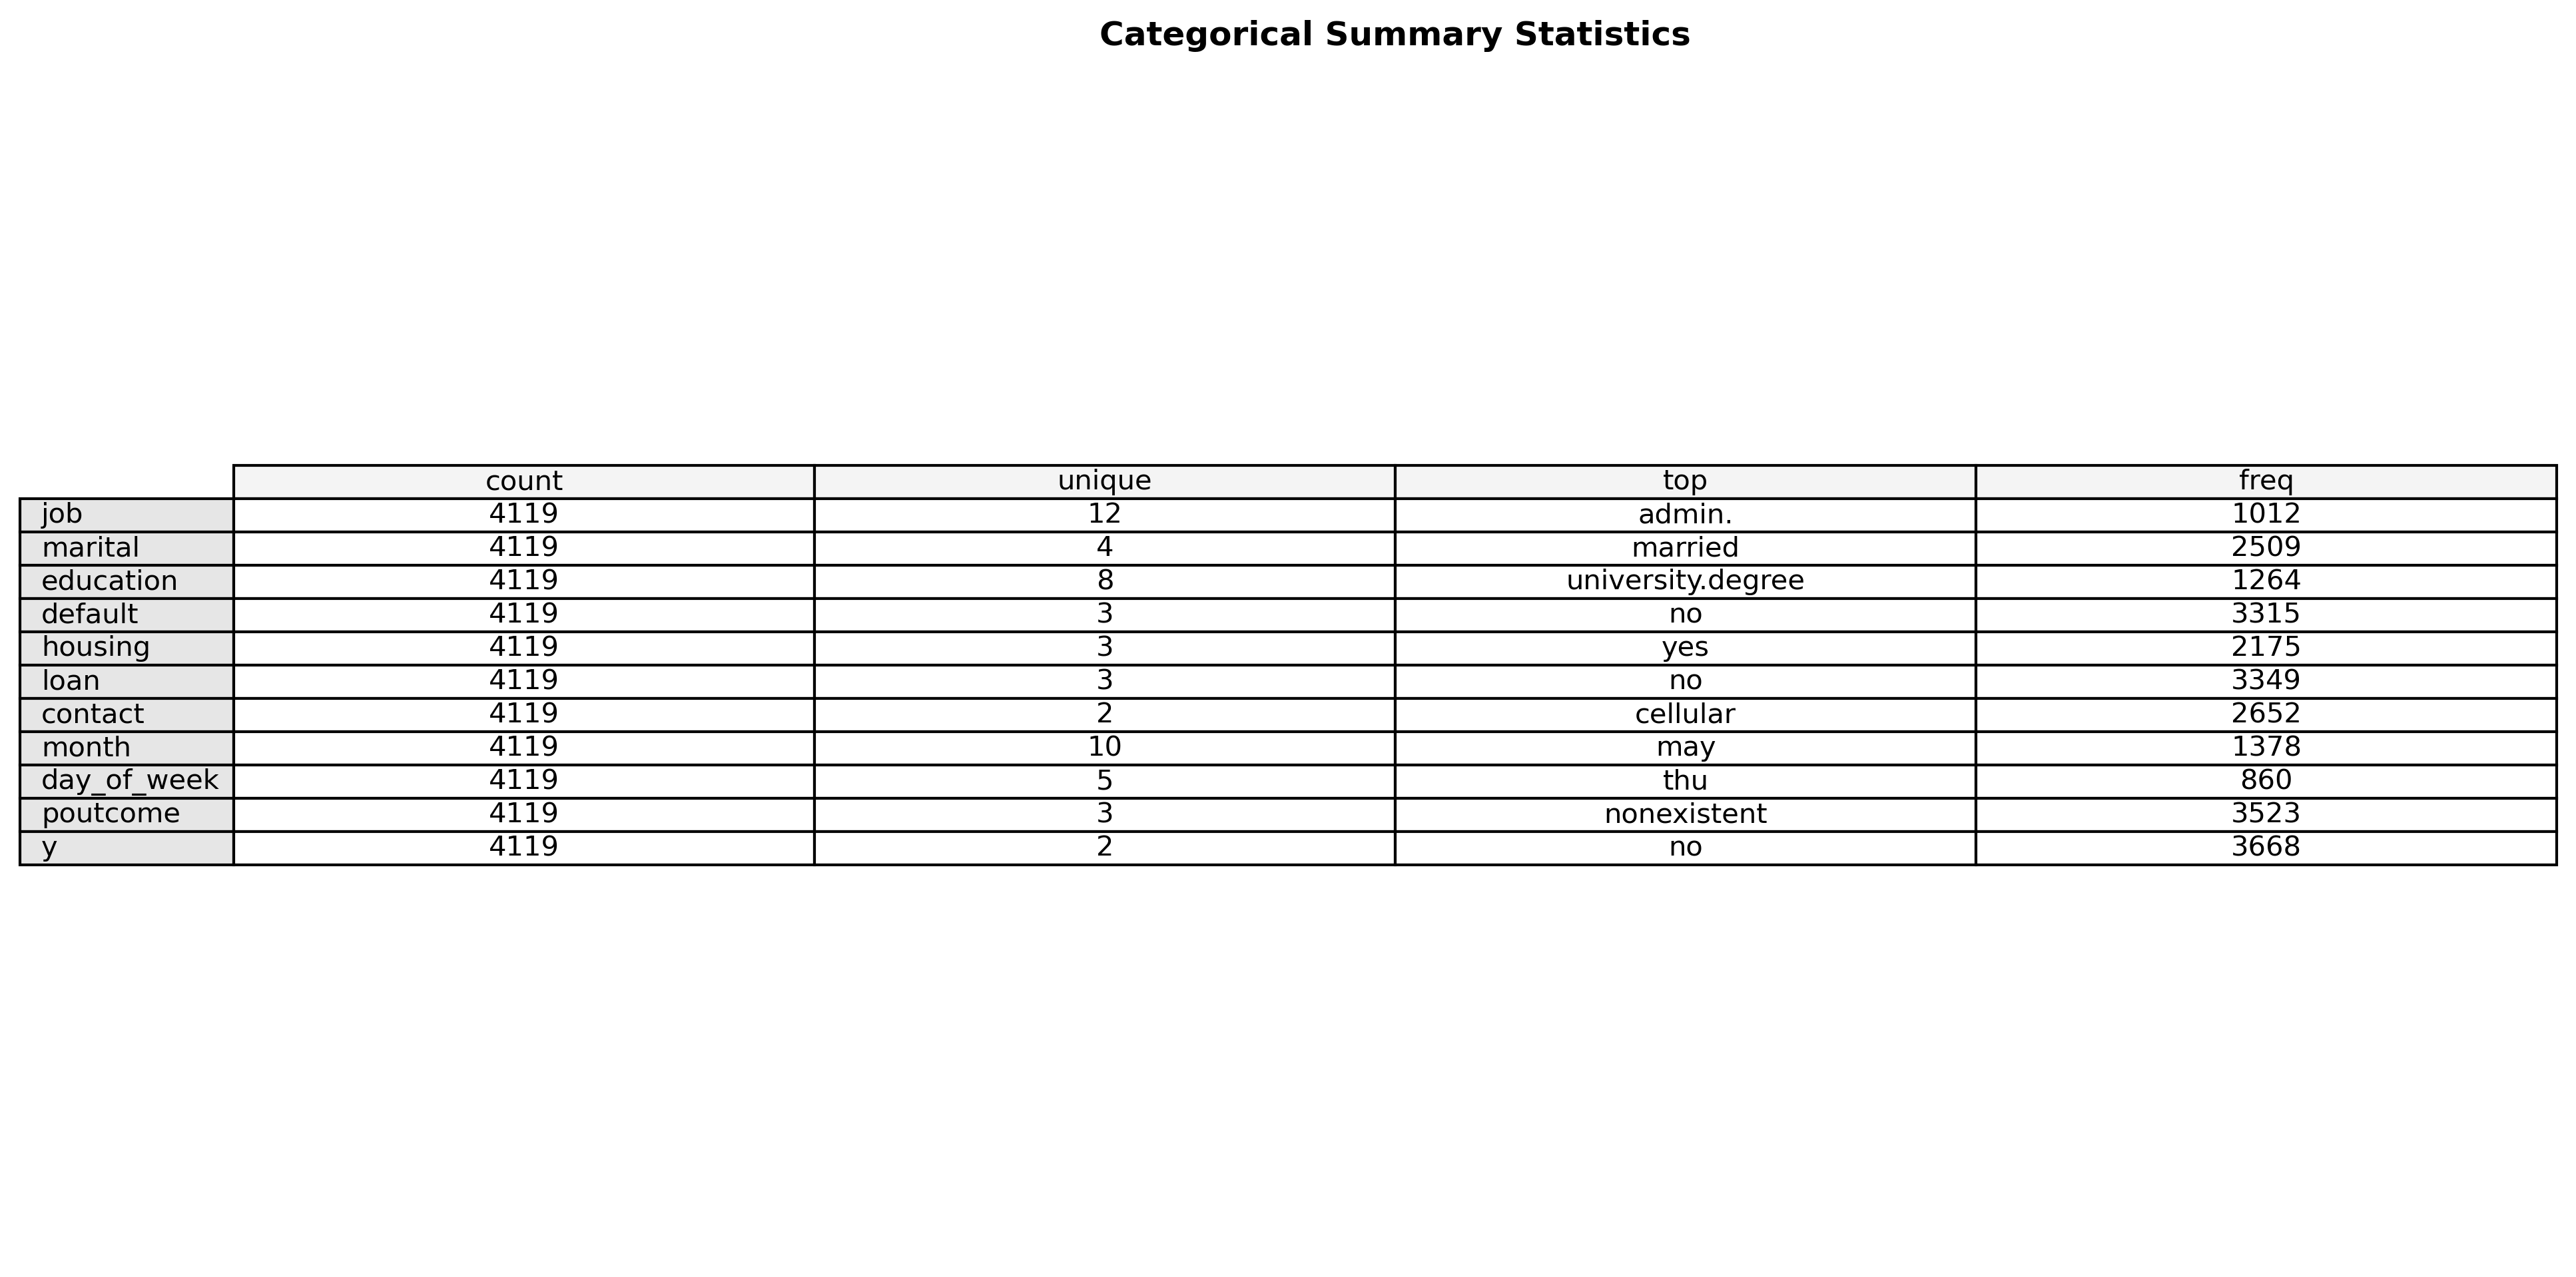 Categorical Summary Statistics
count unique top freq
job 4119 12 admin. 1012
marital 4119 4 married 2509
education 4119 8 university.degree 1264
default 4119 3 no 3315
housing 4119 3 yes 2175
loan 4119 3 no 3349
contact 4119 2 cellular 2652
month 4119 10 may 1378
day_of_week 4119 5 thu 860
poutcome 4119 3 nonexistent 3523
y 4119 2 no 3668